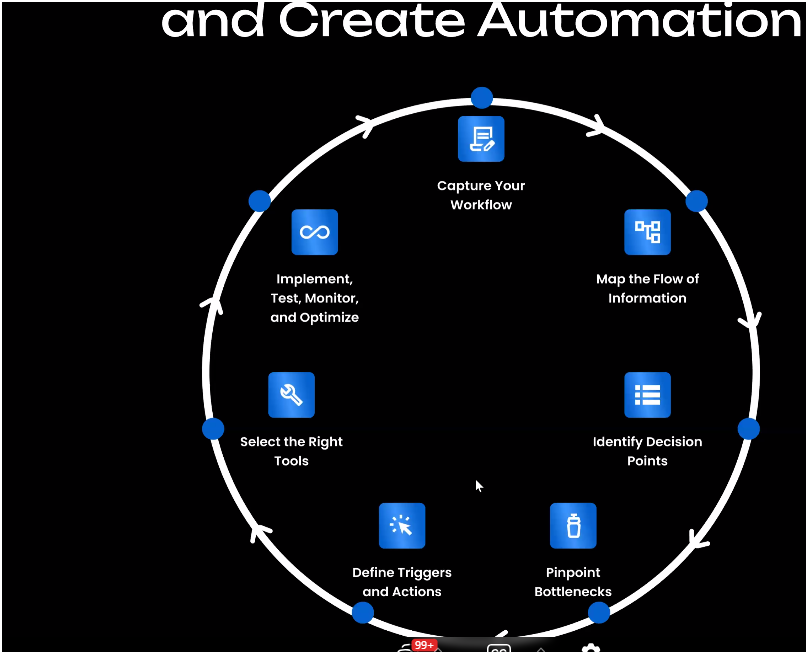 and Create Automation
Capture Your
Workflow
Map the Flow of
Information
Identify Decision
Points
Pinpoint
Bottlenecks
Define Triggers
and Actions
Select the Right
Tools
Implement,
Test, Monitor,
and Optimize
99+